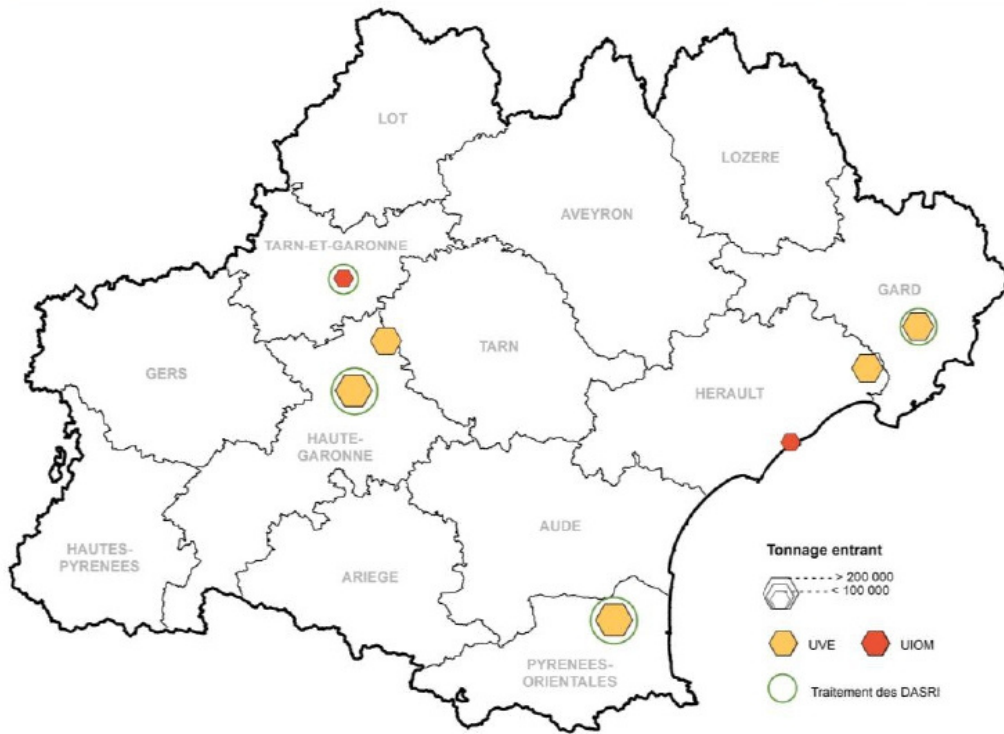 LOT
LOZERE
AVEYRON
TARN-ET-GARONNE
GARD
TARN
GERS
HERAULT
HAUTE-
GARONNE
AUDE
HAUTES-
PYRENEES
ARIEGE
PYRENEES-
ORIENTALES
Tonnage entrant
> 200 000
< 100 000
UVE
UIOM
Traitement des DASRI